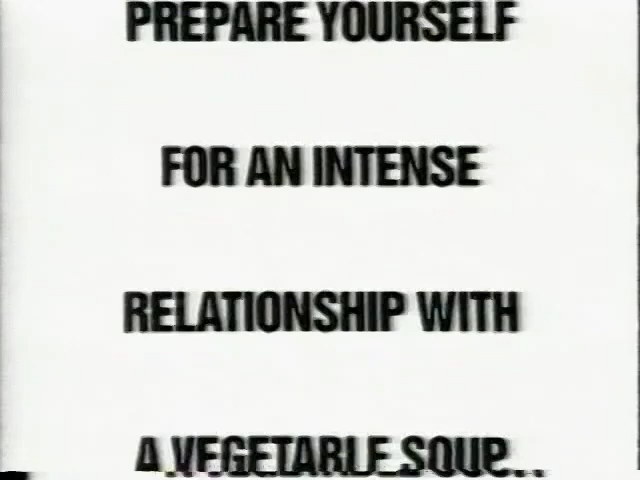 PREPARE YOURSELF
FOR AN INTENSE
RELATIONSHIP WITH
A VEGETABLE SOUP...